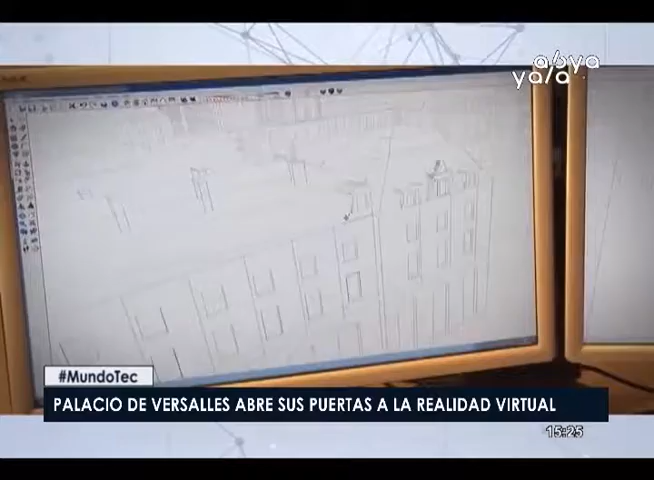 abya
yala
#MundoTec
PALACIO DE VERSALLES ABRE SUS PUERTAS A LA REALIDAD VIRTUAL
15:25